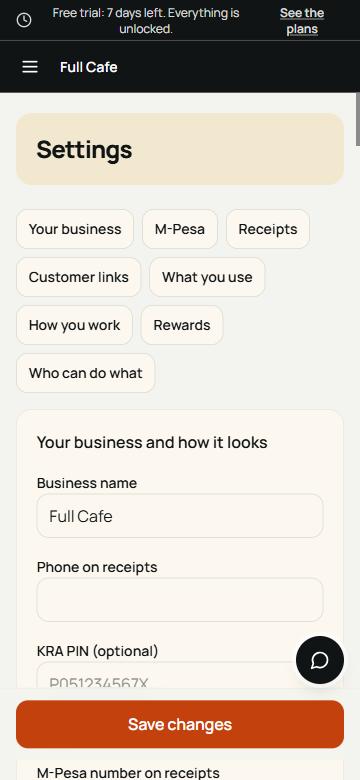 Free trial: 7 days left. Everything is
unlocked.
See the
plans
Full Cafe
Settings
Your business
M-Pesa
Receipts
Customer links
What you use
How you work
Rewards
Who can do what
Your business and how it looks
Business name
Full Cafe
Phone on receipts
KRA PIN (optional)
P051234567X
Save changes
M-Pesa number on receipts